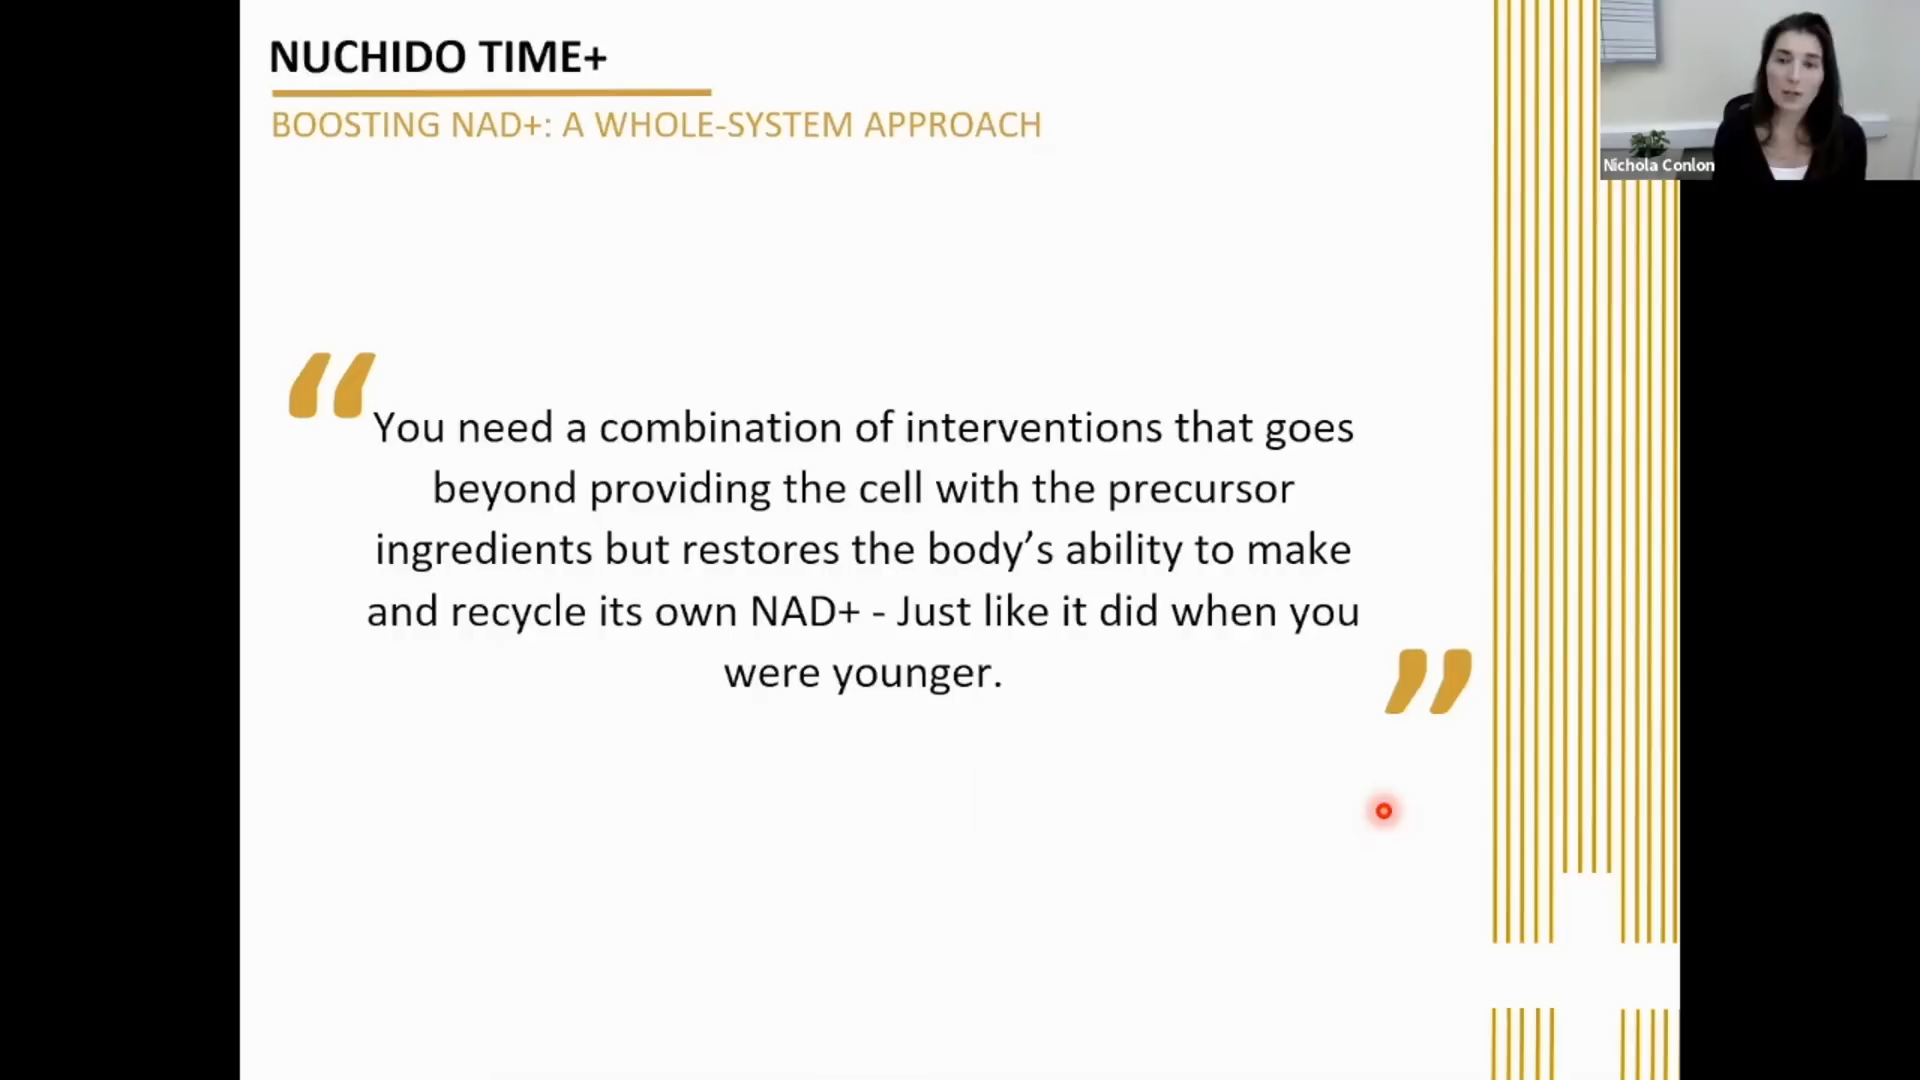 NUCHIDO TIME+
BOOSTING NAD+: A WHOLE-SYSTEM APPROACH
Nichola Conlon
“You need a combination of interventions that goes
beyond providing the cell with the precursor
ingredients but restores the body’s ability to make
and recycle its own NAD+ - Just like it did when you
were younger.”